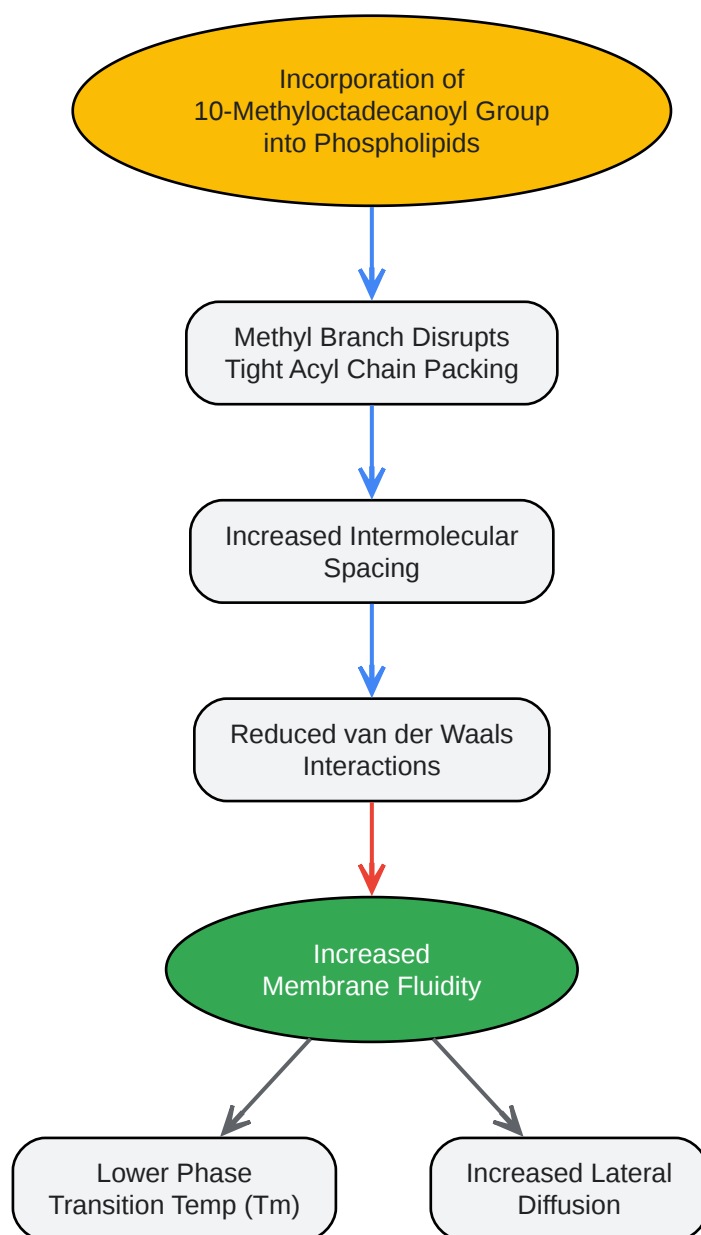 Incorporation of
10-Methyloctadecanoyl Group
into Phospholipids
Methyl Branch Disrupts
Tight Acyl Chain Packing
Increased Intermolecular
Spacing
Reduced van der Waals
Interactions
Increased
Membrane Fluidity
Lower Phase
Transition Temp (Tm)
Increased Lateral
Diffusion